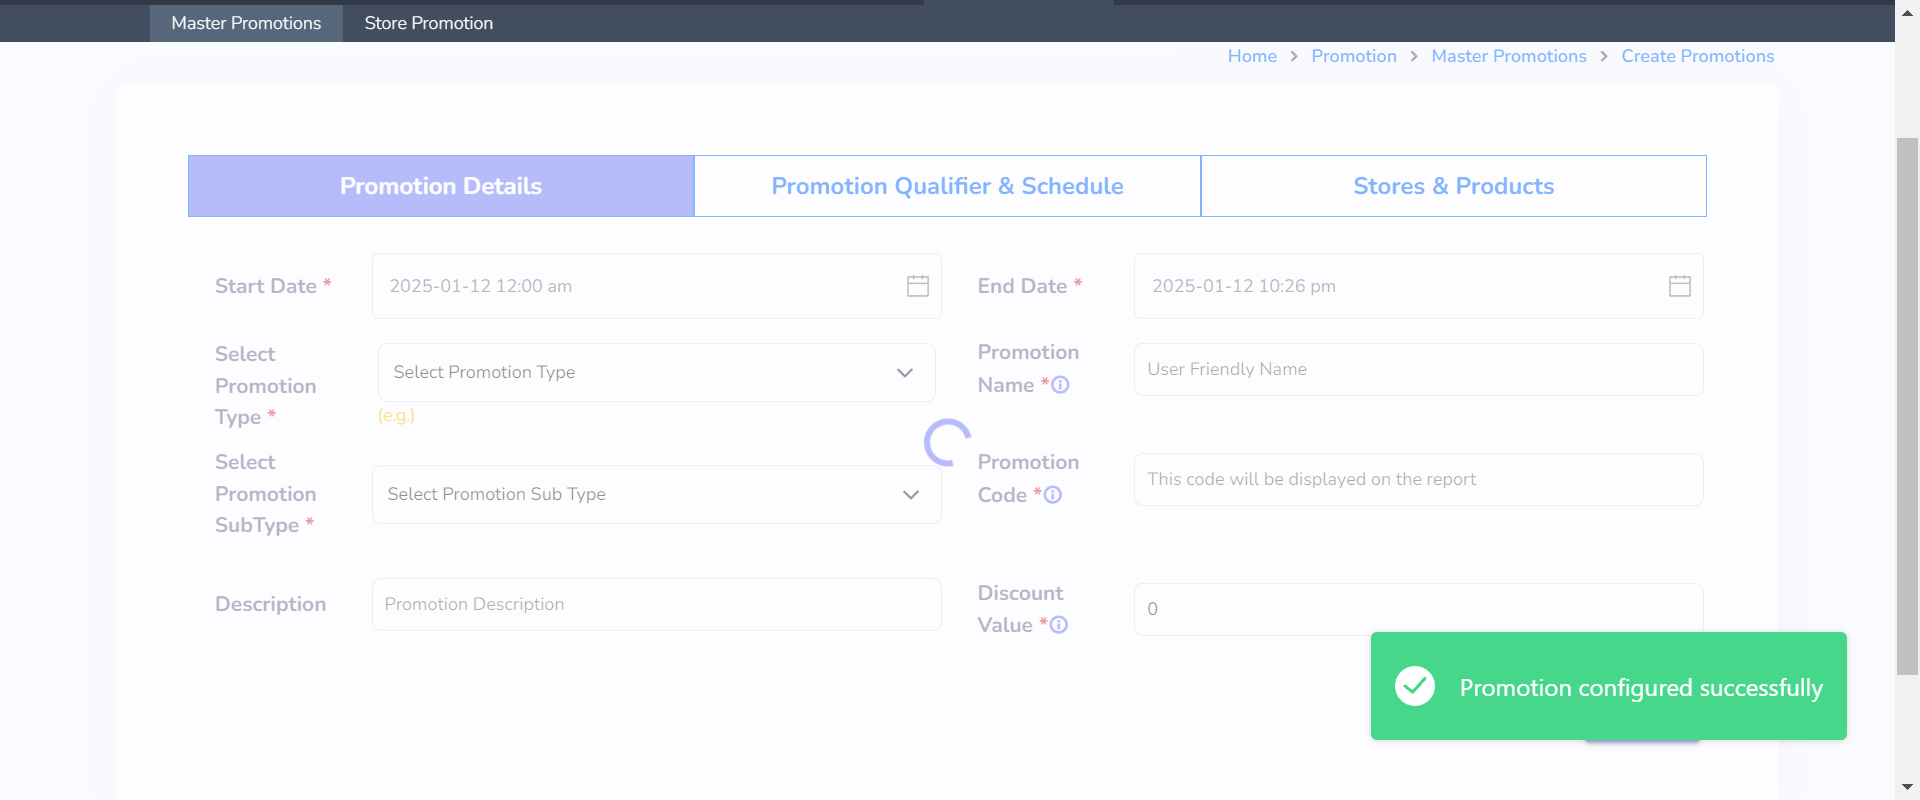 Master Promotions Store Promotion
Home > Promotion > Master Promotions > Create Promotions
Promotion Details Promotion Qualifier & Schedule Stores & Products
Start Date * 2025-01-12 12:00 am End Date * 2025-01-12 10:26 pm
Select
Promotion
Type *
Select Promotion Type
(e.g.)
Promotion
Name *
User Friendly Name
Select
Promotion
SubType *
Select Promotion Sub Type
Promotion
Code *
This code will be displayed on the report
Description Promotion Description
Discount
Value *
0
Promotion configured successfully